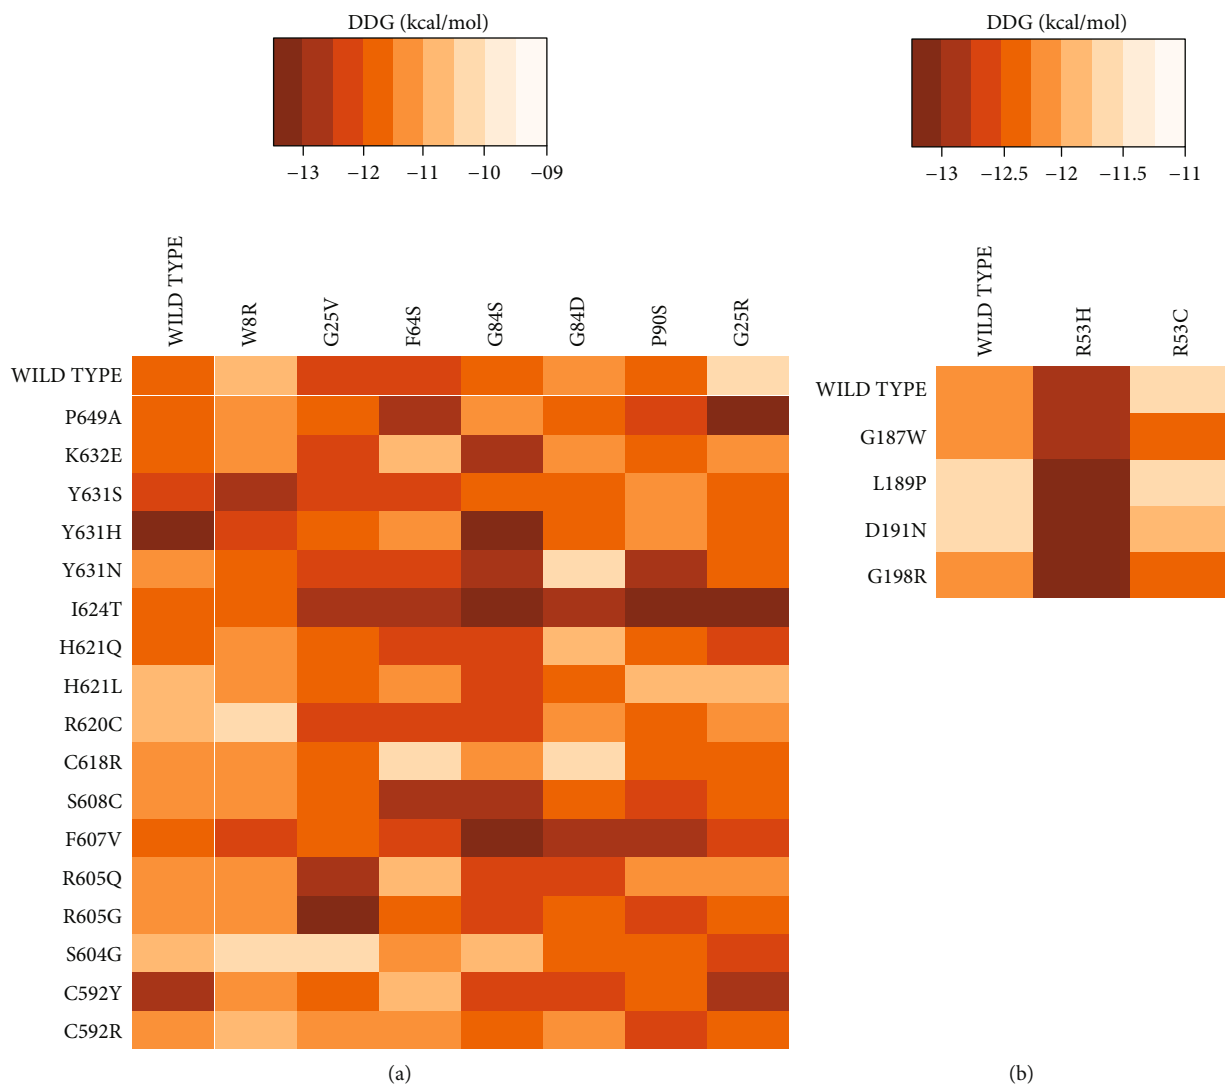 DDG (kcal/mol)
−13 −12 −11 −10 −09
WILD TYPE W8R G25V F64S G84S G84D P90S G25R
WILD TYPE
P649A
K632E
Y631S
Y631H
Y631N
I624T
H621Q
H621L
R620C
C618R
S608C
F607V
R605Q
R605G
S604G
C592Y
C592R
(a)
DDG (kcal/mol)
−13 −12.5 −12 −11.5 −11
WILD TYPE R53H R53C
WILD TYPE
G187W
L189P
D191N
G198R
(b)